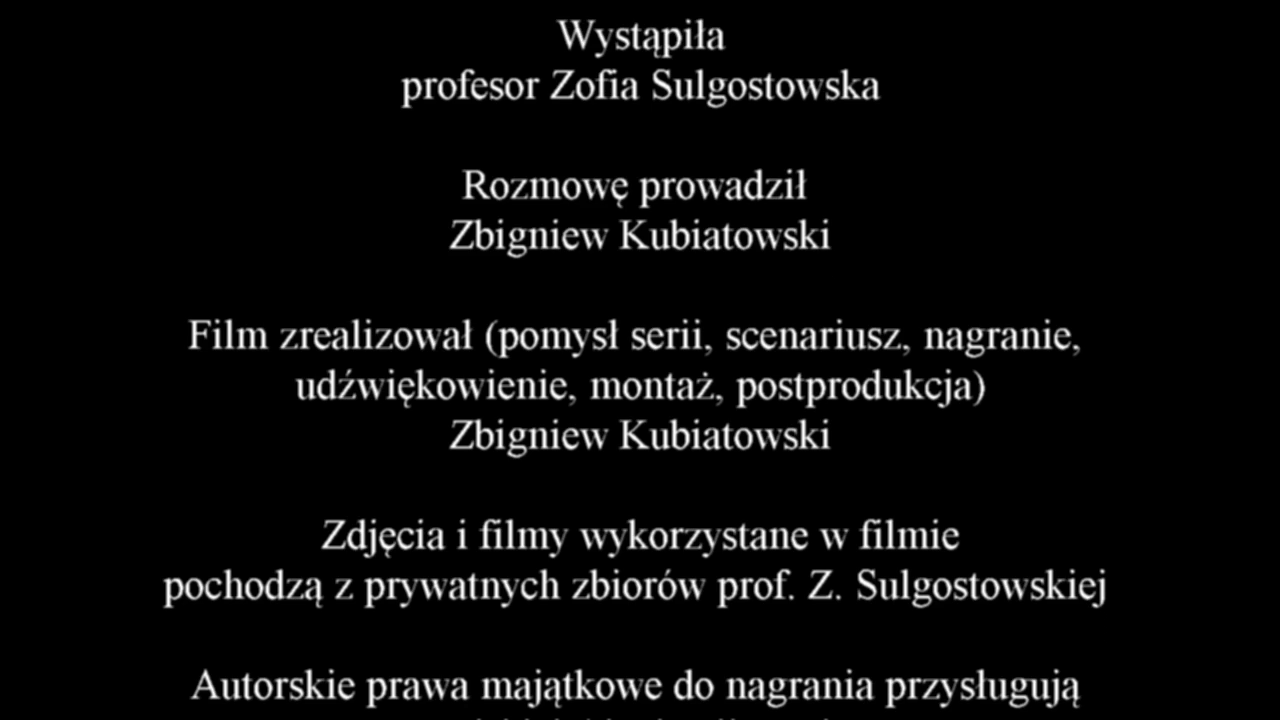 Wystąpiła
profesor Zofia Sulgostowska
Rozmowę prowadził
Zbigniew Kubiatowski
Film zrealizował (pomysł serii, scenariusz, nagranie,
udźwiękowienie, montaż, postprodukcja)
Zbigniew Kubiatowski
Zdjęcia i filmy wykorzystane w filmie
pochodzą z prywatnych zbiorów prof. Z. Sulgostowskiej
Autorskie prawa majątkowe do nagrania przysługują